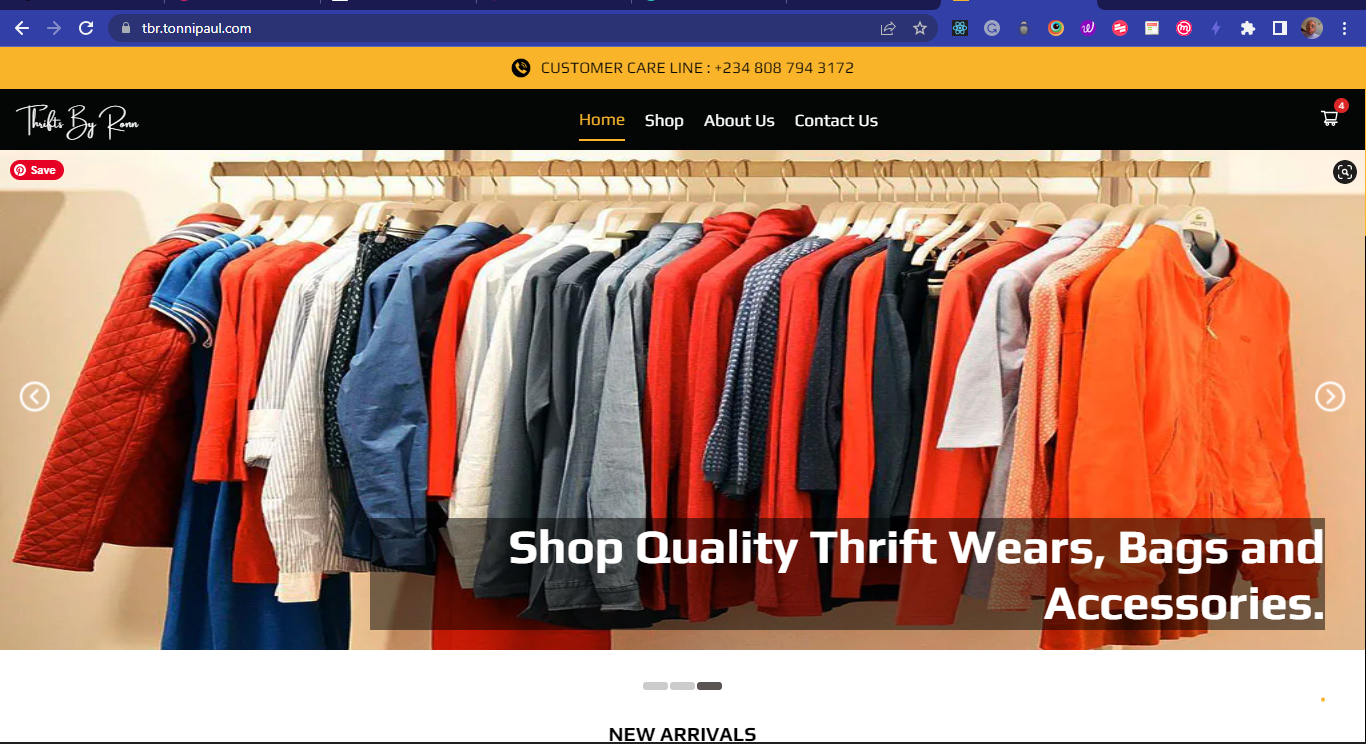 tbr.tonnipaul.com
CUSTOMER CARE LINE : +234 808 794 3172
Thrifts By Ronn
Home Shop About Us Contact Us
4
Save
Shop Quality Thrift Wears, Bags and
Accessories.
NEW ARRIVALS